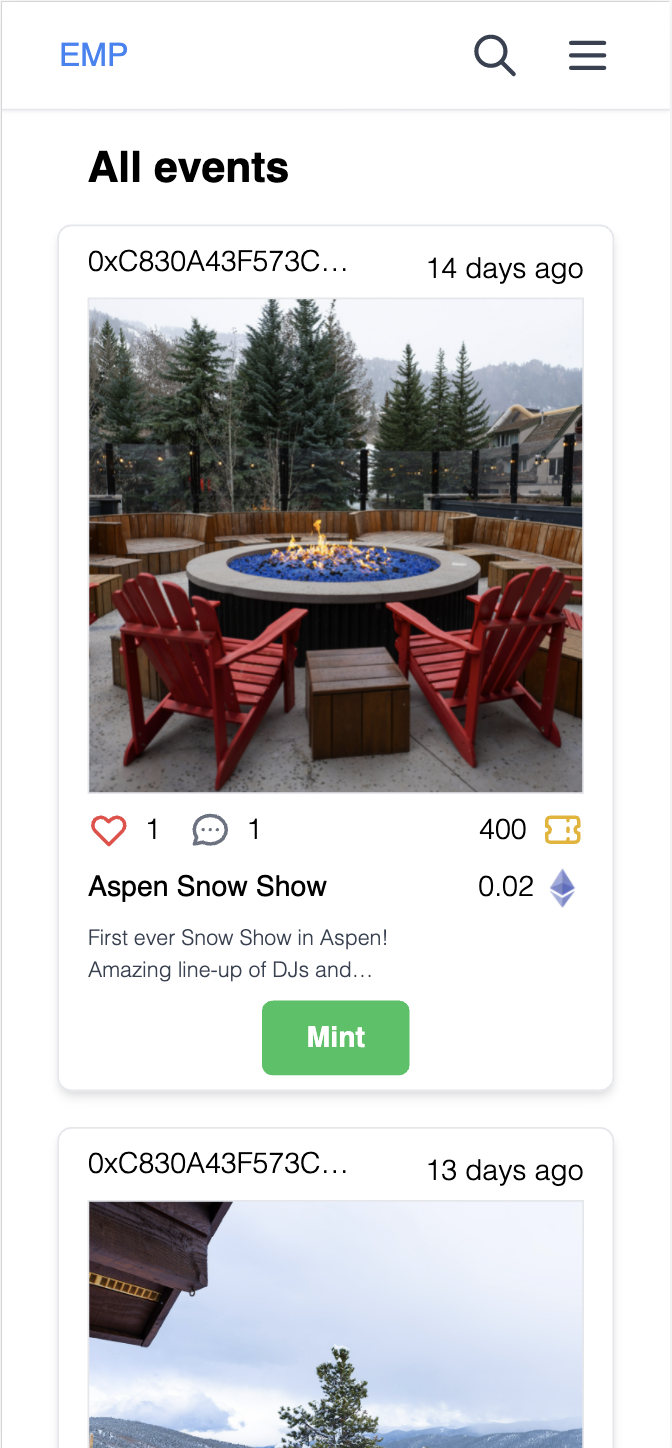 EMP
All events
0xC830A43F573C…
14 days ago
1 1 400
Aspen Snow Show 0.02
First ever Snow Show in Aspen!
Amazing line-up of DJs and…
Mint
0xC830A43F573C…
13 days ago